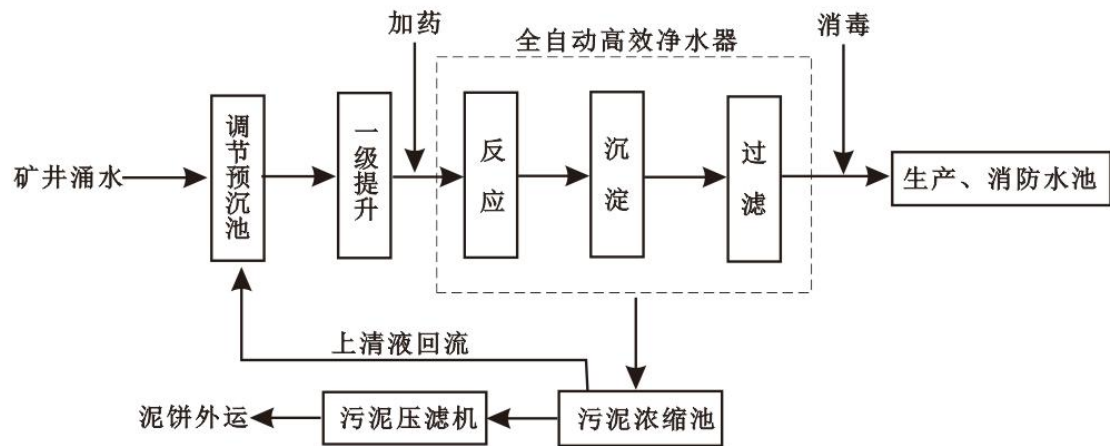 加药
全自动高效净水器
消毒
矿井涌水
调节预沉池
一级提升
反应
沉淀
过滤
生产、消防水池
上清液回流
泥饼外运
污泥压滤机
污泥浓缩池